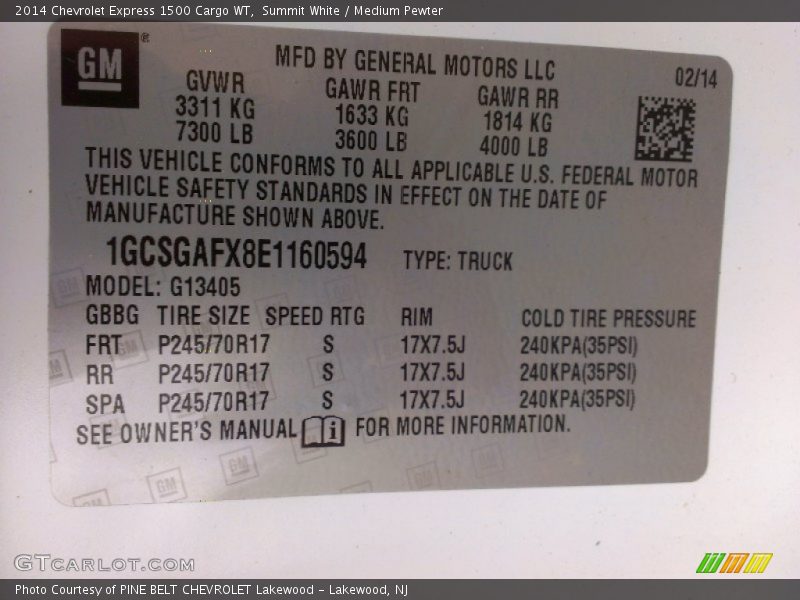 2014 Chevrolet Express 1500 Cargo WT,  Summit White / Medium Pewter
GM ®
MFD BY GENERAL MOTORS LLC
02/14
GVWR GAWR FRT GAWR RR
3311 KG 1633 KG 1814 KG
7300 LB 3600 LB 4000 LB
THIS VEHICLE CONFORMS TO ALL APPLICABLE U.S. FEDERAL MOTOR
VEHICLE SAFETY STANDARDS IN EFFECT ON THE DATE OF
MANUFACTURE SHOWN ABOVE.
1GCSGAFX8E1160594 TYPE: TRUCK
MODEL: G13405
GBBG TIRE SIZE SPEED RTG RIM COLD TIRE PRESSURE
FRT P245/70R17 S 17X7.5J 240KPA(35PSI)
RR P245/70R17 S 17X7.5J 240KPA(35PSI)
SPA P245/70R17 S 17X7.5J 240KPA(35PSI)
SEE OWNER'S MANUAL i FOR MORE INFORMATION.
GTCARLOT.COM
Photo Courtesy of PINE BELT CHEVROLET Lakewood - Lakewood, NJ